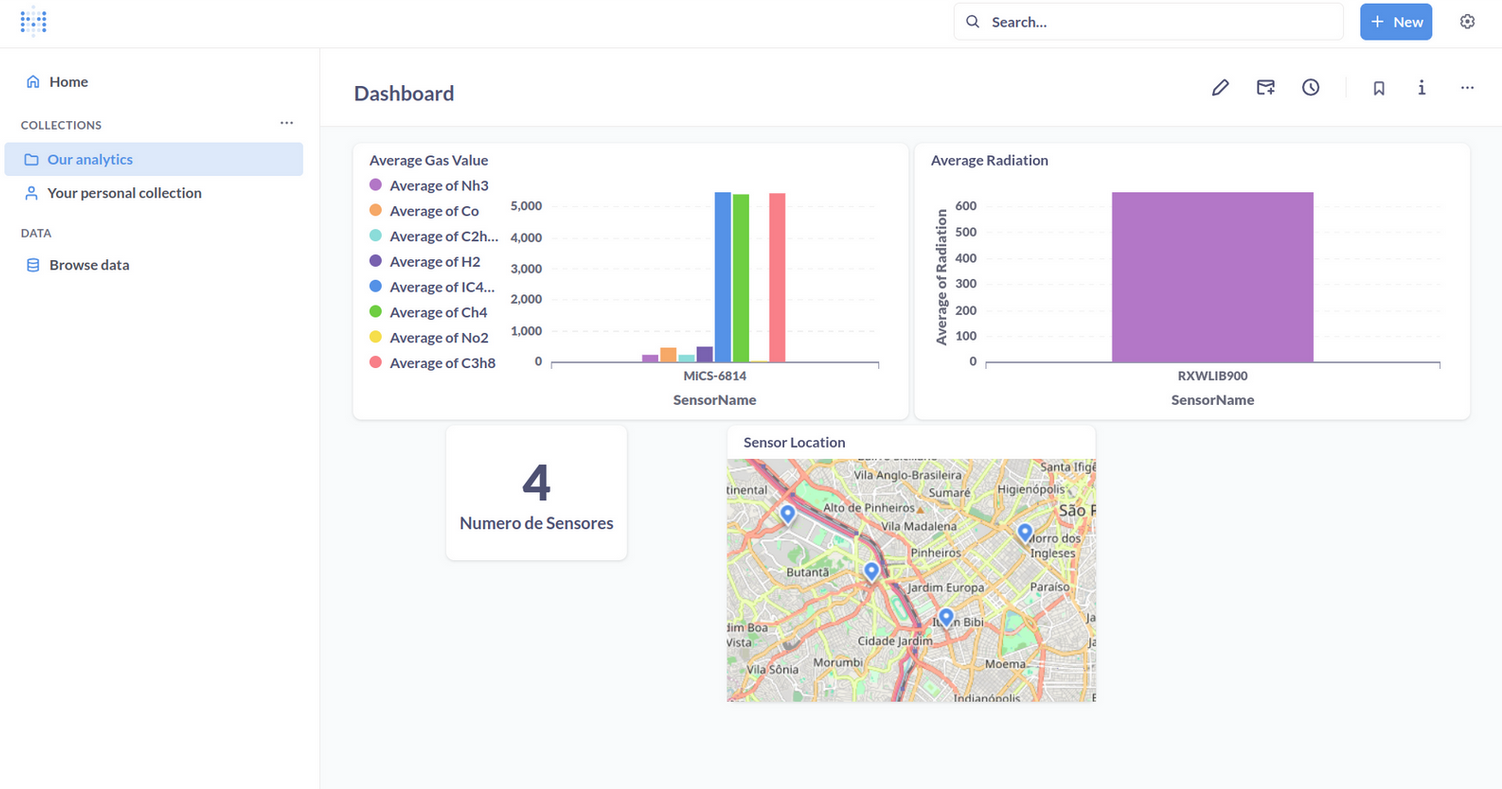 Search...
+ New
Home
COLLECTIONS
Our analytics
Your personal collection
DATA
Browse data
Dashboard
Average Gas Value
Average of Nh3
Average of Co
Average of C2h...
Average of H2
Average of IC4...
Average of Ch4
Average of No2
Average of C3h8
5,000
4,000
3,000
2,000
1,000
0
MiCS-6814
SensorName
Average Radiation
Average of Radiation
600
500
400
300
200
100
0
RXWLIB900
SensorName
4
Numero de Sensores
Sensor Location
Vila Anglo-Brasileira
Santa Ifigê
tinental
Sumaré
Higienópolis
Alto de Pinheiros
São P
Vila Madalena
Morro dos
Ingleses
Pinheiros
Butantã
Jardim Europa
Paraíso
dim Boa
Vista
Bibi
Cidade Jardim
Morumbi
Moema
Vila Sônia
Indianópolis